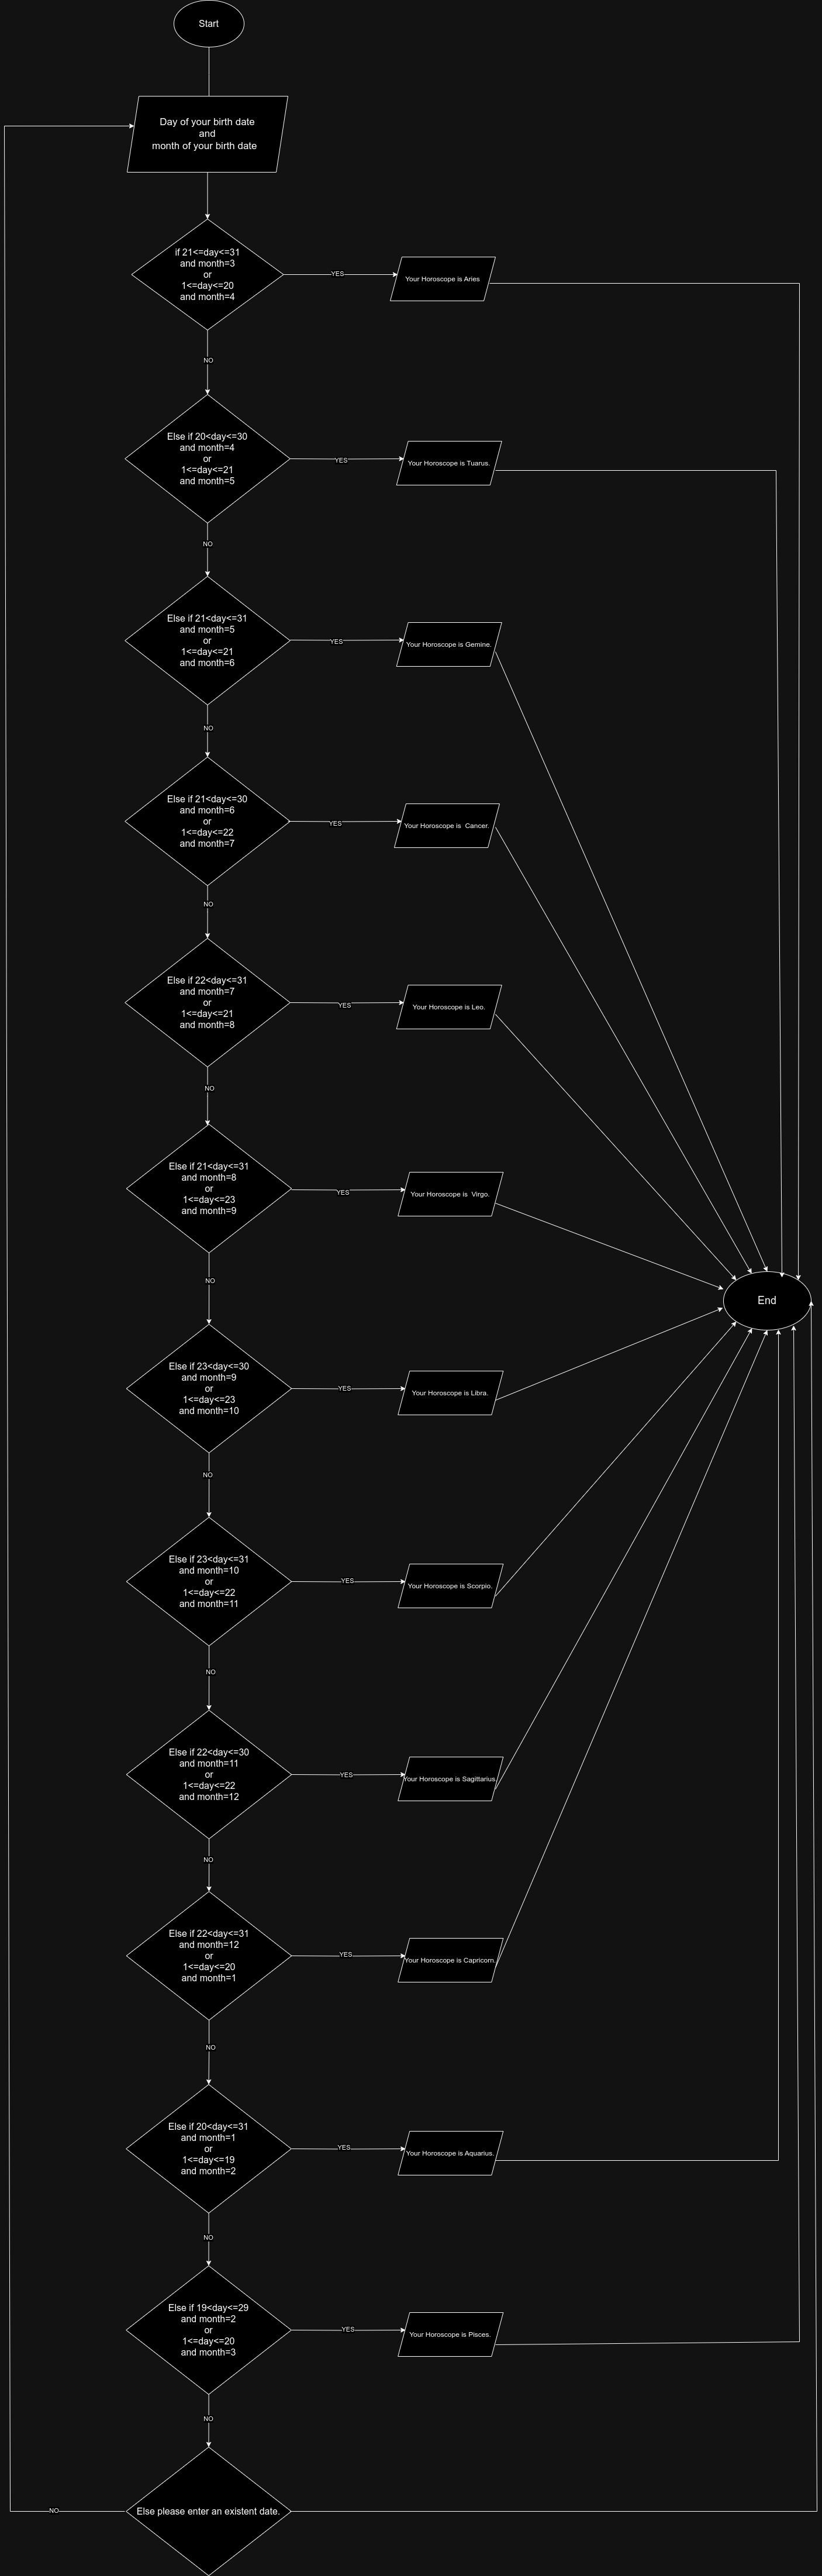 Start
Day of your birth date
and
month of your birth date
if 21<=day<=31
and month=3
or
1<=day<=20
and month=4
YES
Your Horoscope is Aries
NO
Else if 20<day<=30
and month=4
or
1<=day<=21
and month=5
YES
Your Horoscope is Tuarus.
NO
Else if 21<day<=31
and month=5
or
1<=day<=21
and month=6
YES
Your Horoscope is Gemine.
NO
Else if 21<day<=30
and month=6
or
1<=day<=22
and month=7
YES
Your Horoscope is  Cancer.
NO
Else if 22<day<=31
and month=7
or
1<=day<=21
and month=8
YES
Your Horoscope is Leo.
NO
Else if 21<day<=31
and month=8
or
1<=day<=23
and month=9
YES
Your Horoscope is  Virgo.
End
NO
Else if 23<day<=30
and month=9
or
1<=day<=23
and month=10
YES
Your Horoscope is Libra.
NO
Else if 23<day<=31
and month=10
or
1<=day<=22
and month=11
YES
Your Horoscope is Scorpio.
NO
Else if 22<day<=30
and month=11
or
1<=day<=22
and month=12
YES
Your Horoscope is Sagittarius.
NO
Else if 22<day<=31
and month=12
or
1<=day<=20
and month=1
YES
Your Horoscope is Capricorn.
NO
Else if 20<day<=31
and month=1
or
1<=day<=19
and month=2
YES
Your Horoscope is Aquarius.
NO
Else if 19<day<=29
and month=2
or
1<=day<=20
and month=3
YES
Your Horoscope is Pisces.
NO
Else please enter an existent date.
NO